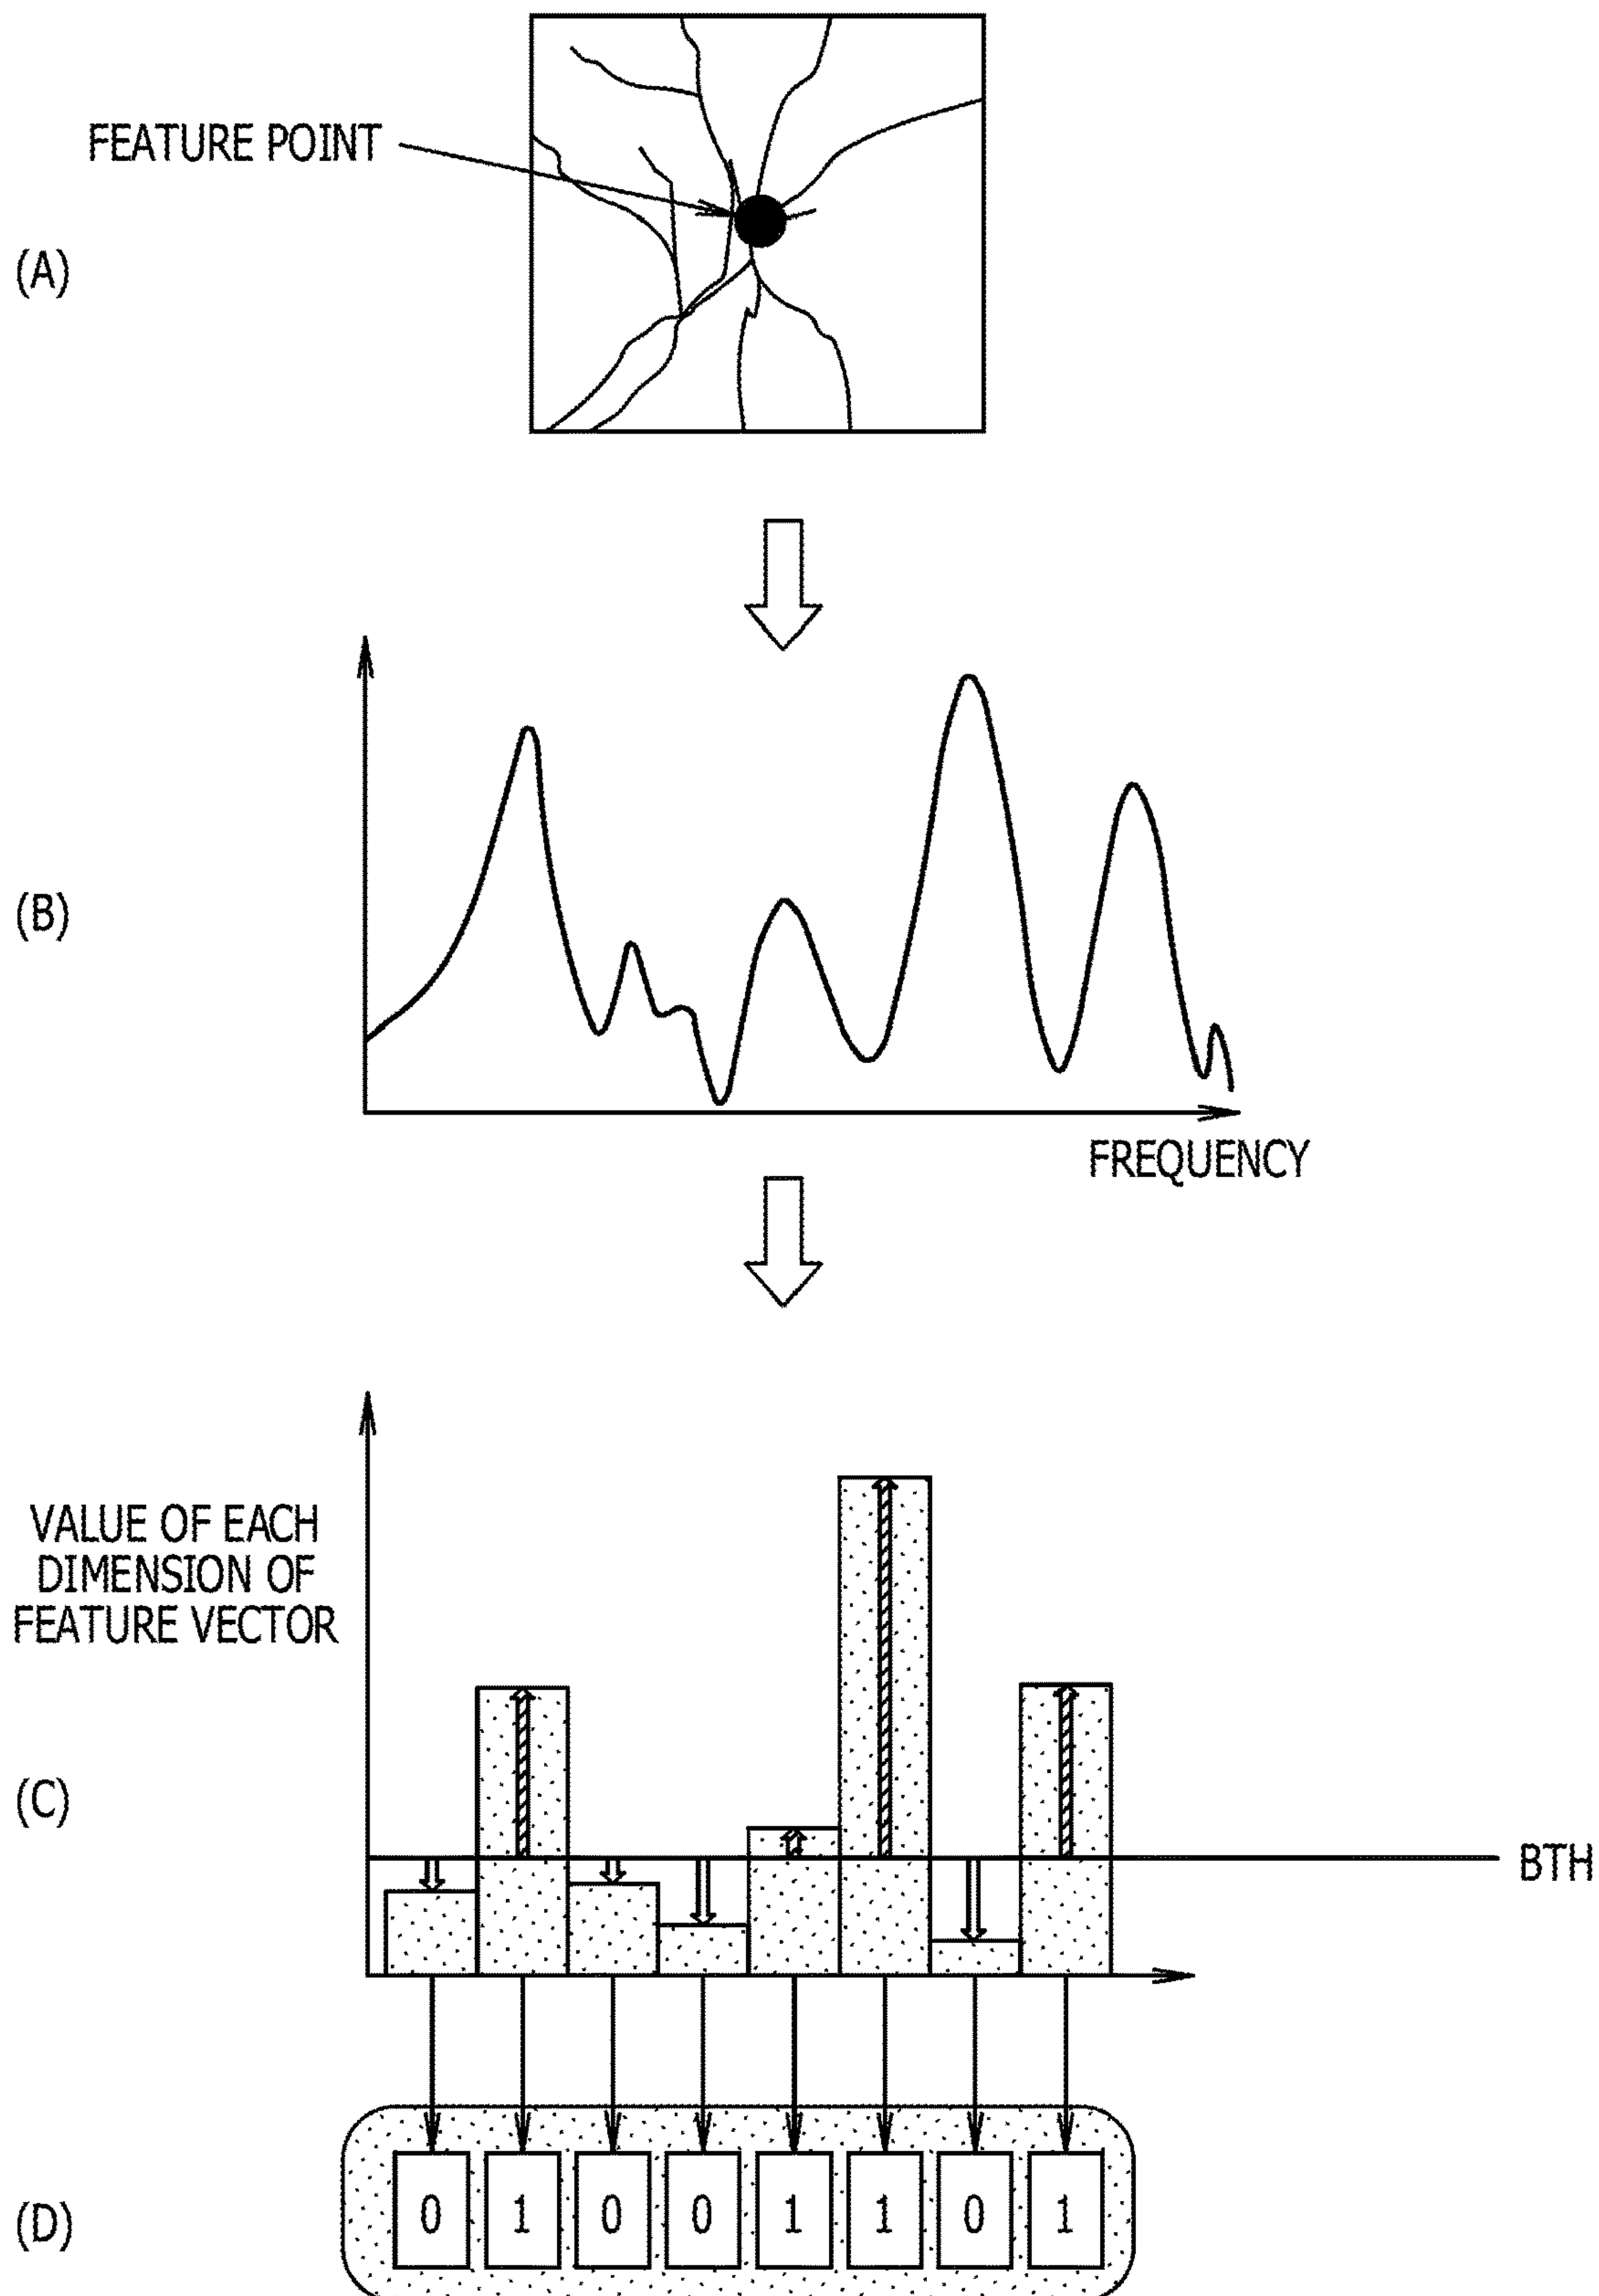 FEATURE POINT
(A)
(B)
FREQUENCY
VALUE OF EACH
DIMENSION OF
FEATURE VECTOR
(C)
BTH
0 1 0 0 1 1 0 1
(D)